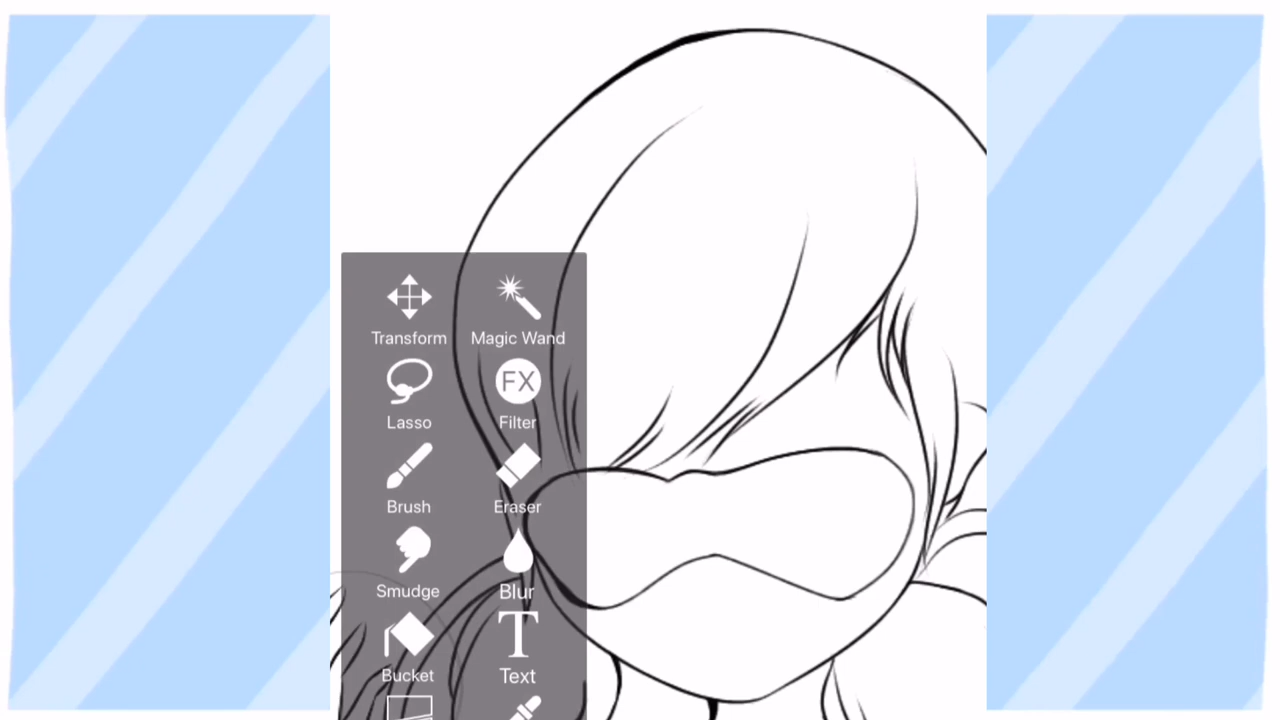 Transform Magic Wand
Lasso Filter
FX
Brush Eraser
Smudge Blur
T
Bucket Text